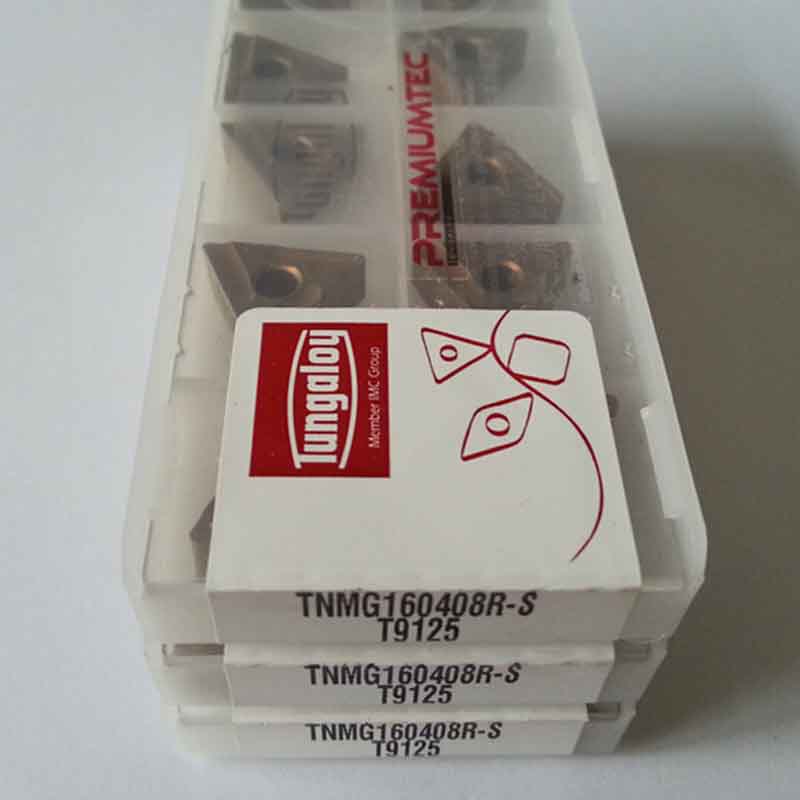 PREMIUMTEC
Tungaloy
Member IMC Group
TNMG160408R-S
T9125
TNMG160408R-S
T9125
TNMG160408R-S
T9125